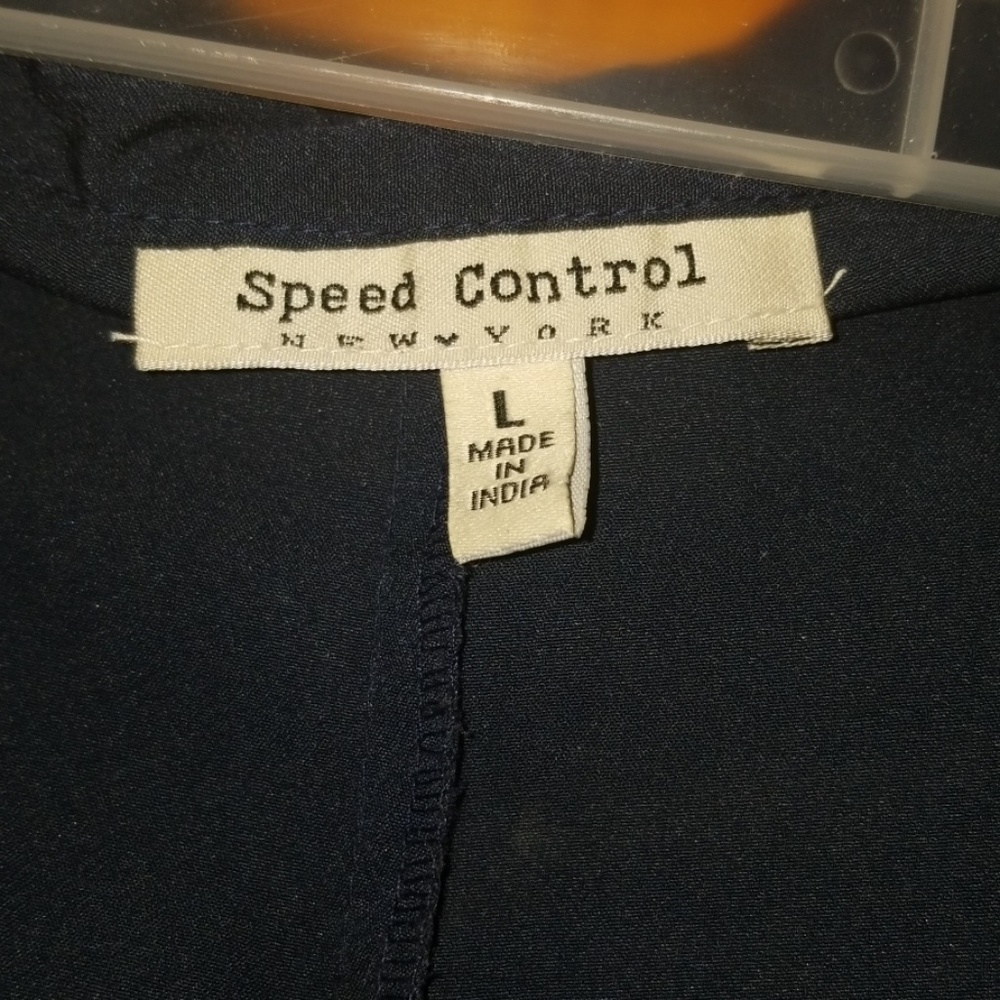 Speed Control
NEW YORK
L
MADE
IN
INDIA